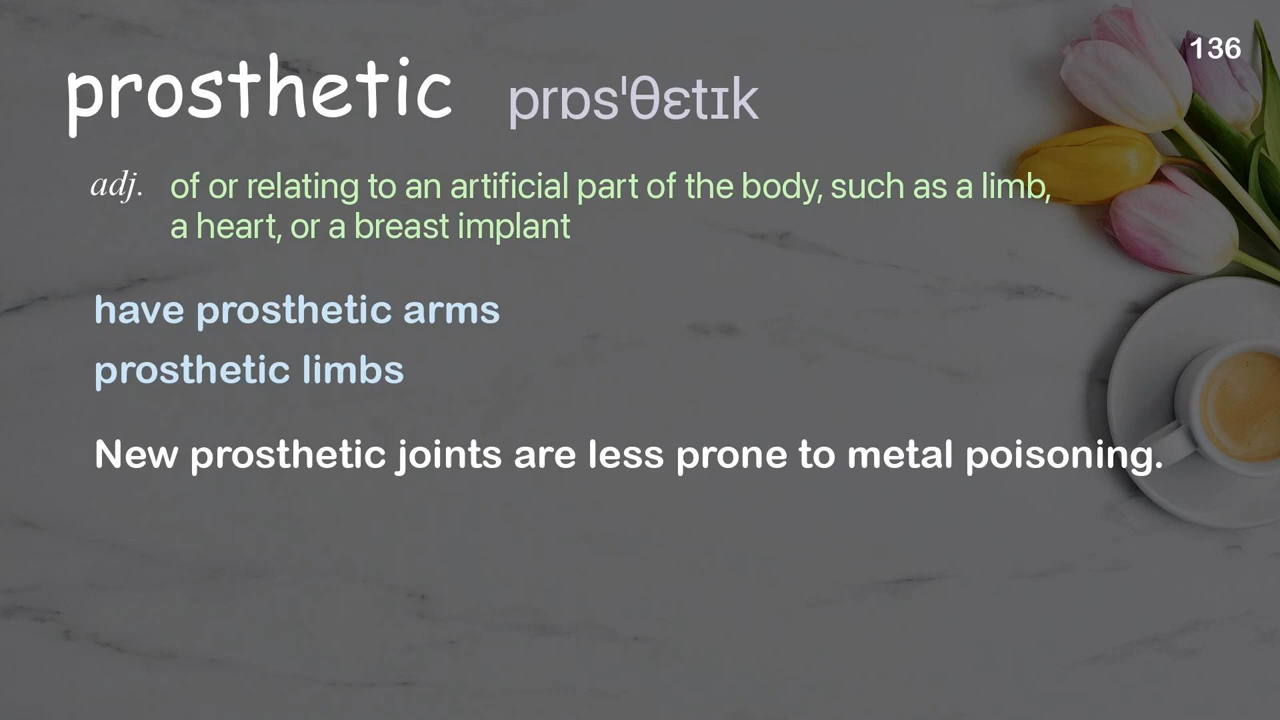 136
prosthetic prɒsˈθɛtɪk
adj. of or relating to an artificial part of the body, such as a limb,
a heart, or a breast implant
have prosthetic arms
prosthetic limbs
New prosthetic joints are less prone to metal poisoning.